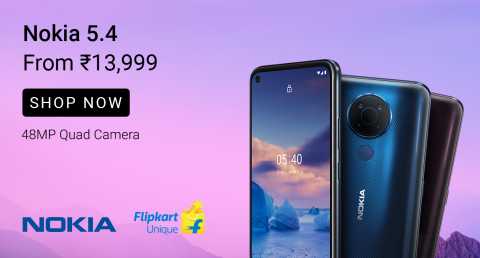 Nokia 5.4
From ₹13,999
SHOP NOW
48MP Quad Camera
NOKIA
Flipkart
Unique
05:40
NOKIA